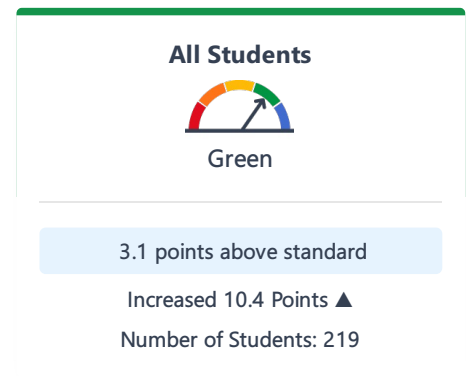 All Students
Green
3.1 points above standard
Increased 10.4 Points ▲
Number of Students: 219